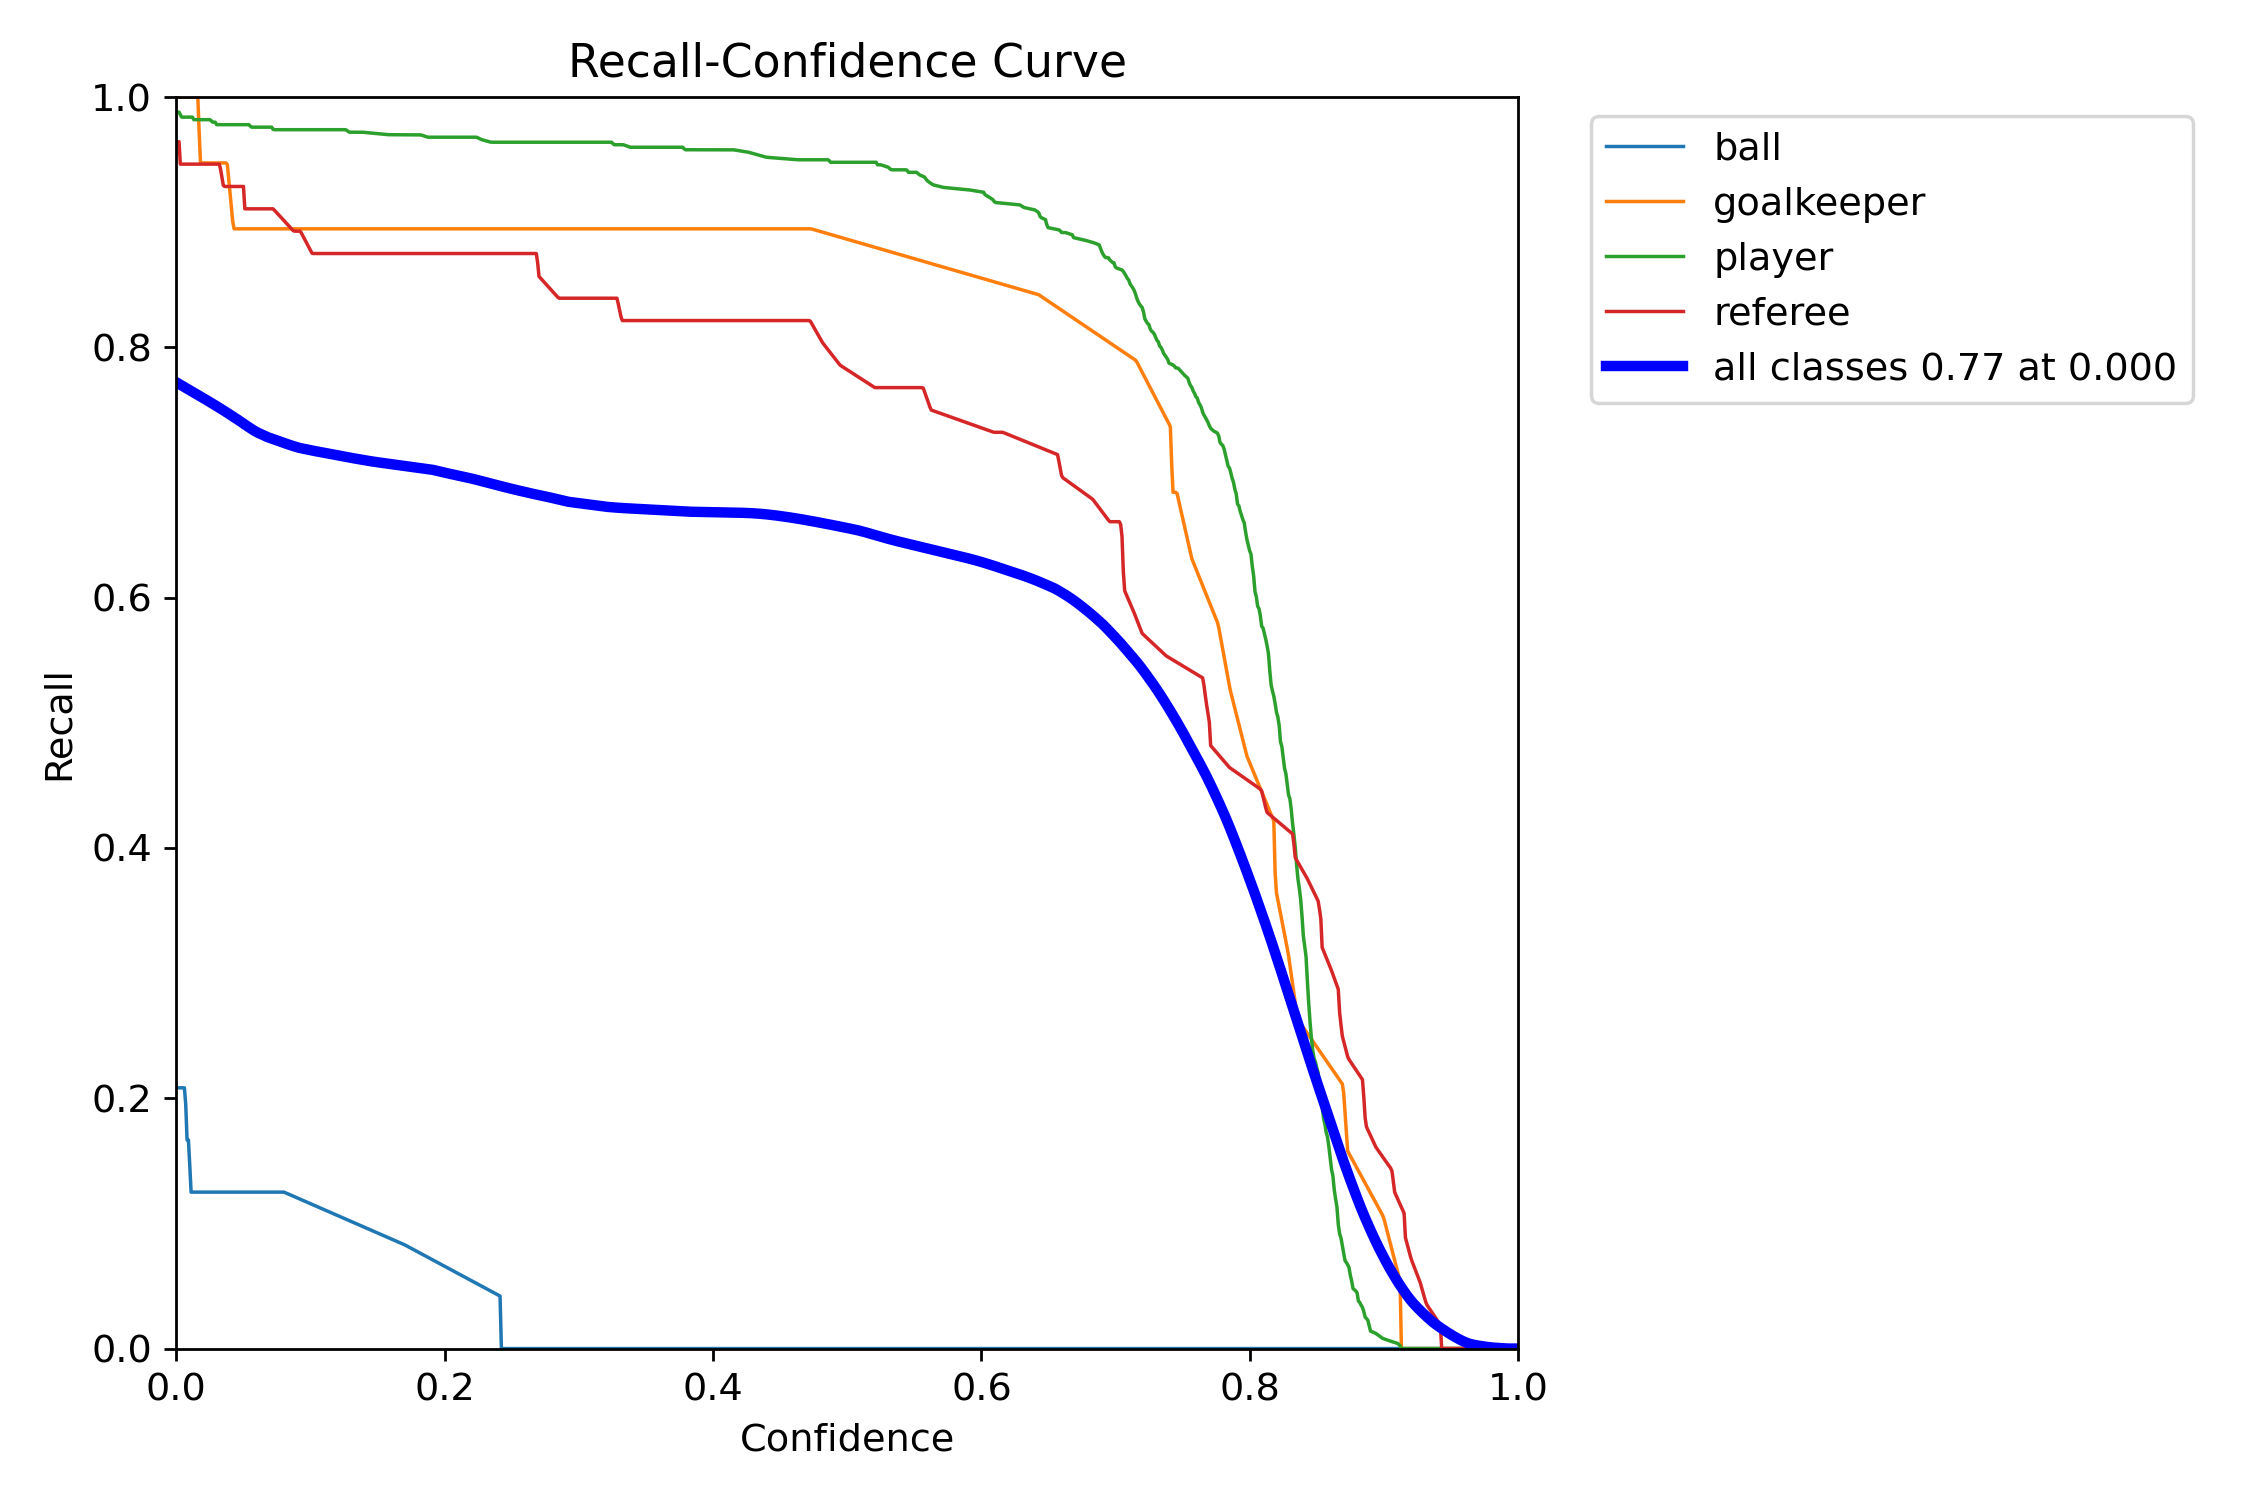 Recall-Confidence Curve
1.0
0.8
0.6
0.4
0.2
0.0
Recall
0.0 0.2 0.4 0.6 0.8 1.0
Confidence
ball
goalkeeper
player
referee
all classes 0.77 at 0.000